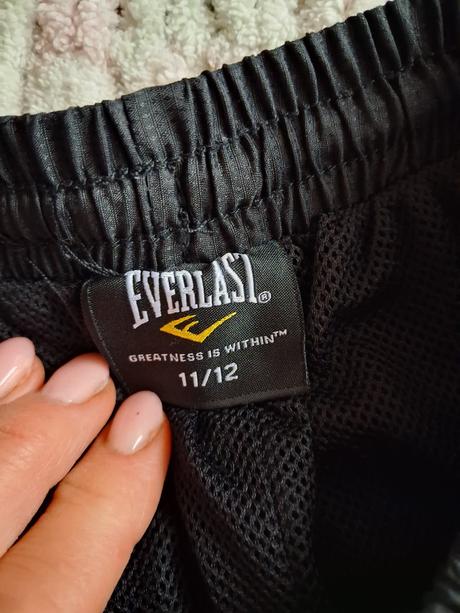 EVERLAST®
GREATNESS IS WITHIN™
11/12